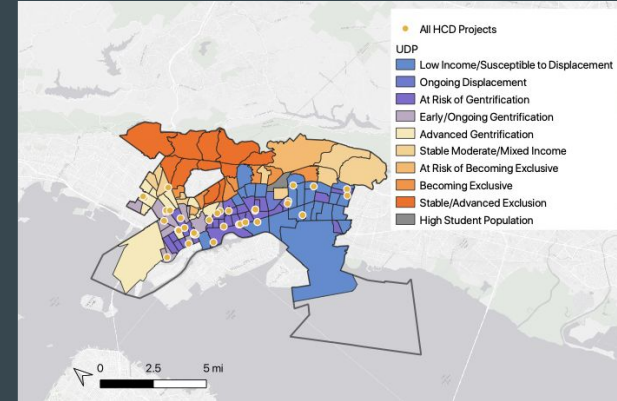 All HCD Projects
UDP
Low Income/Susceptible to Displacement
Ongoing Displacement
At Risk of Gentrification
Early/Ongoing Gentrification
Advanced Gentrification
Stable Moderate/Mixed Income
At Risk of Becoming Exclusive
Becoming Exclusive
Stable/Advanced Exclusion
High Student Population
0 2.5 5 mi